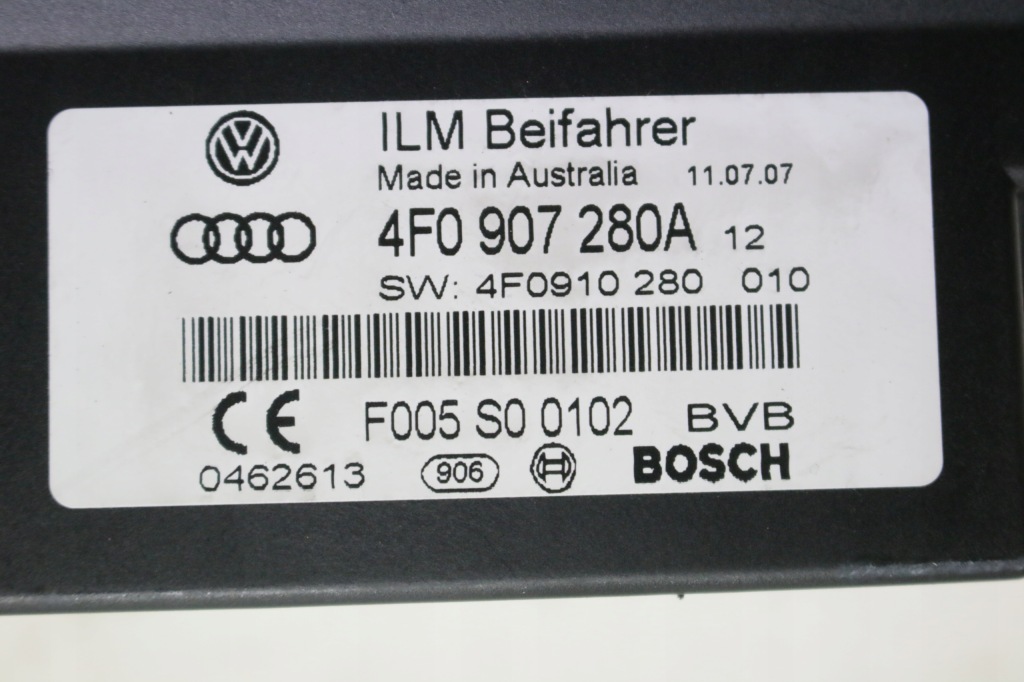 ILM Beifahrer
Made in Australia 11.07.07
4F0 907 280A 12
SW: 4F0910 280 010
F005 S0 0102 BVB
0462613 906 BOSCH